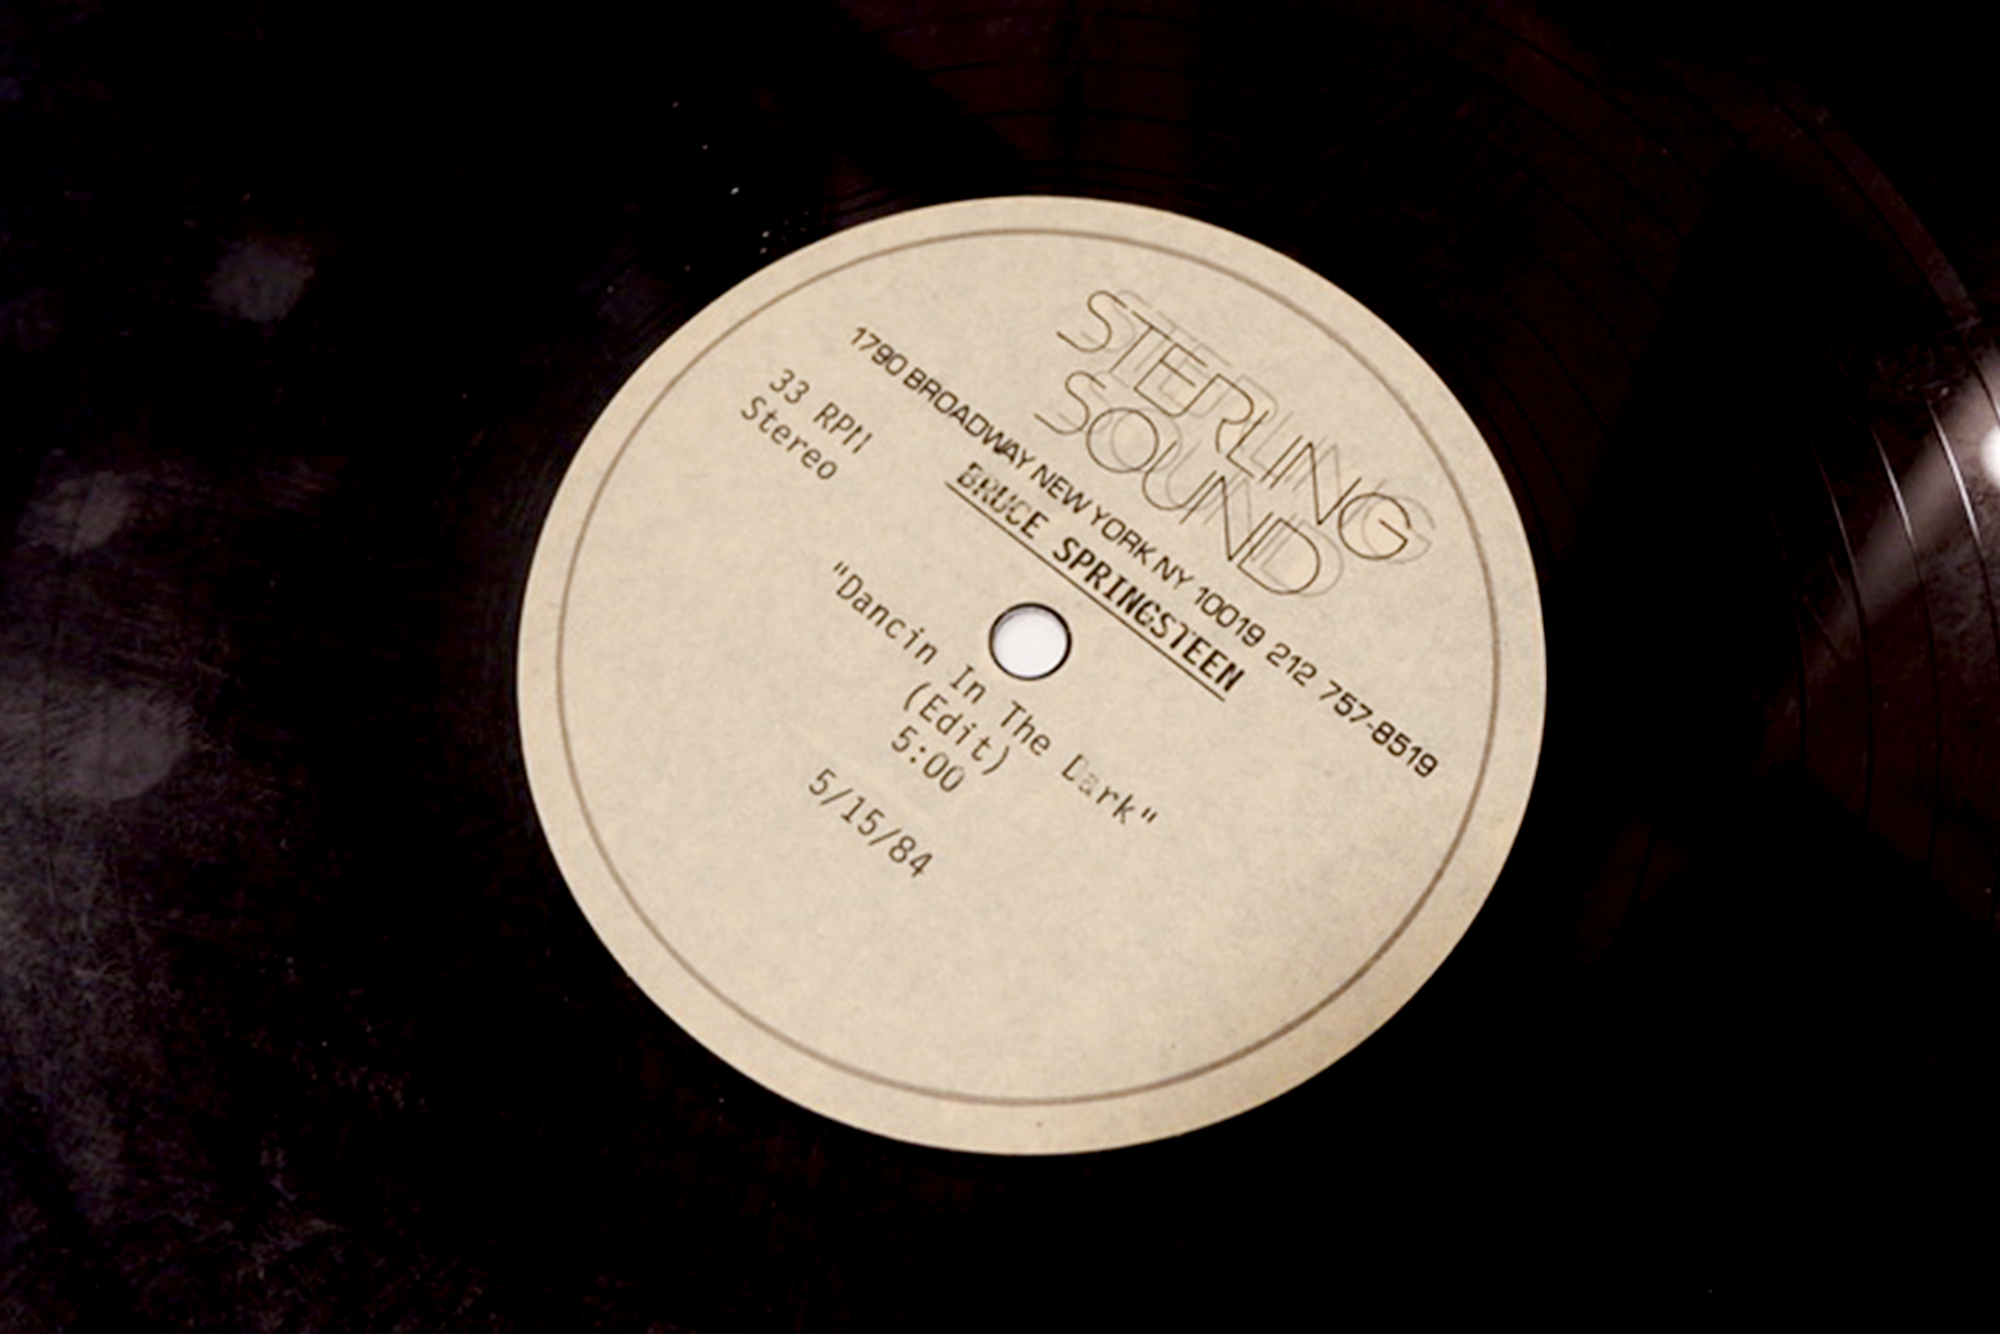 STERLING
SOUND
1790 BROADWAY NEW YORK NY 10019 212 757-8519
33 RPM
Stereo
BRUCE SPRINGSTEEN
"Dancin In The Dark"
(Edit)
5:00
5/15/84